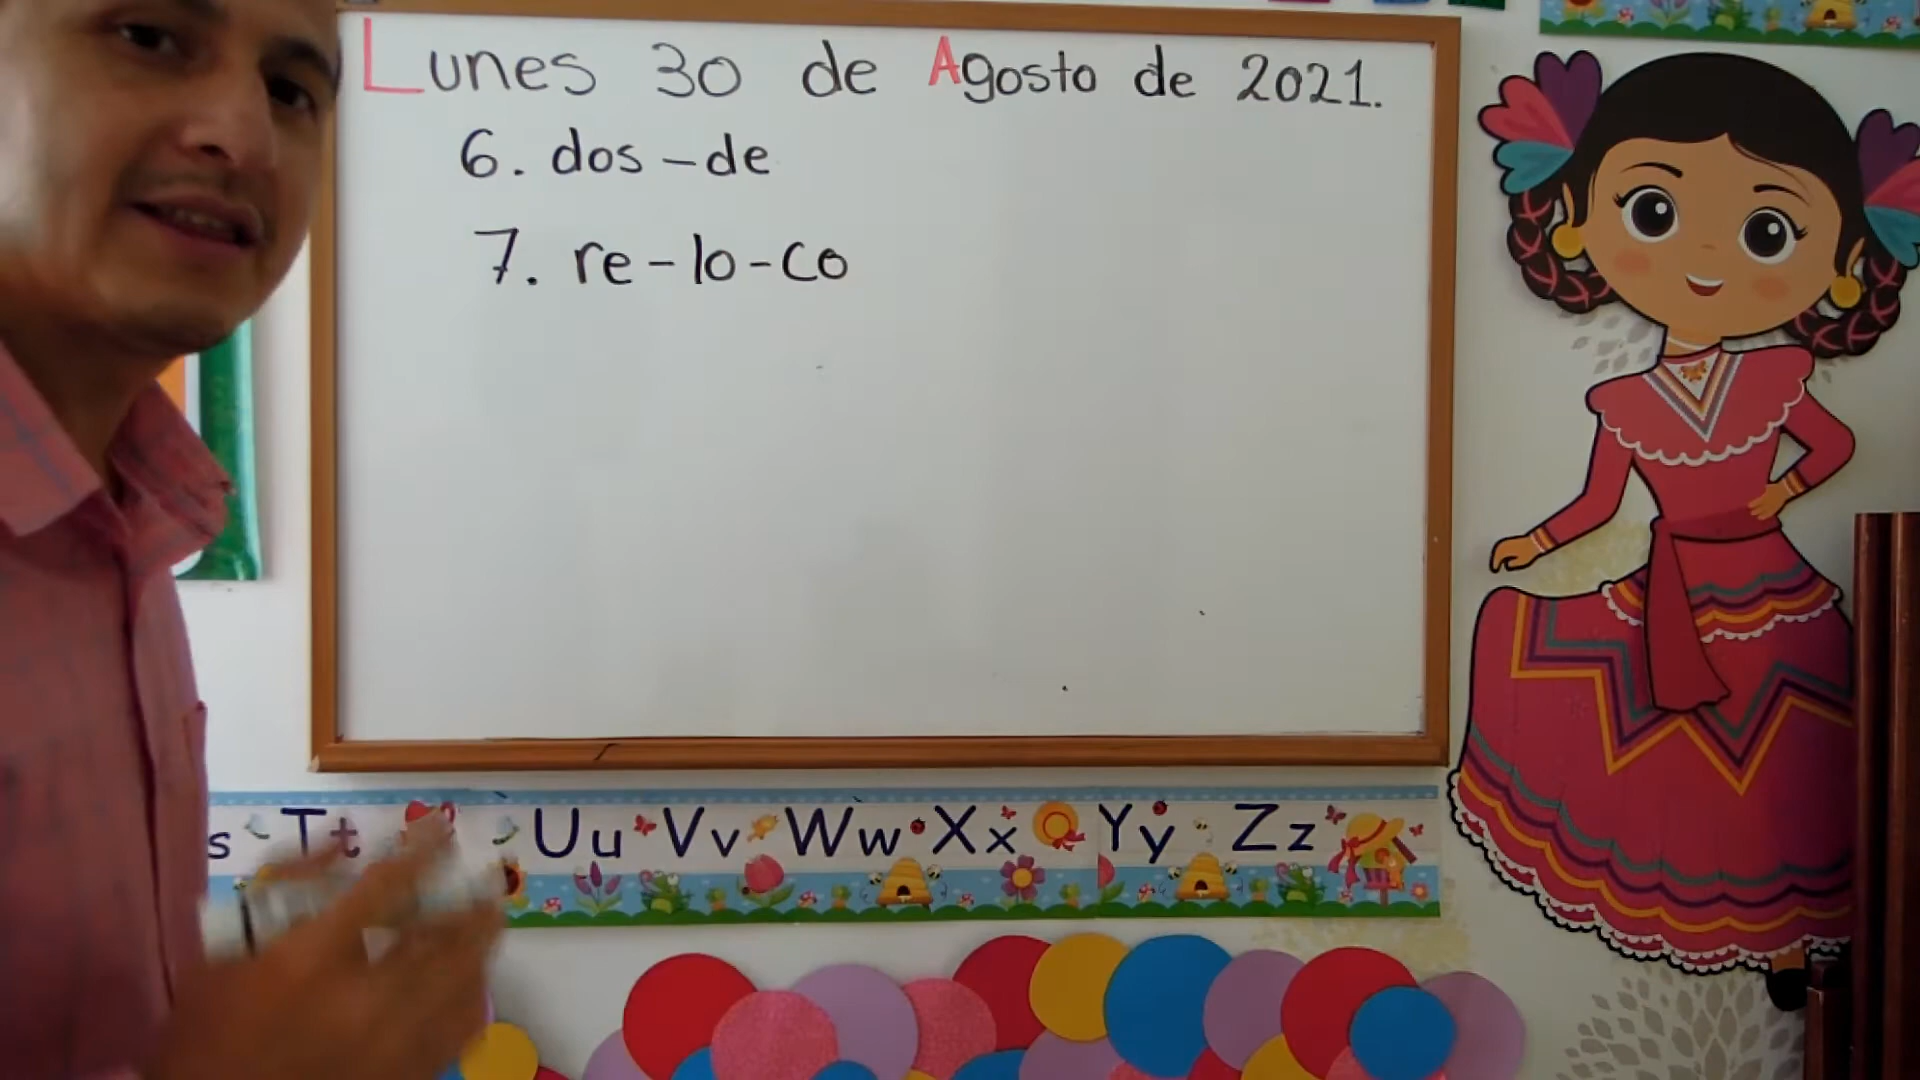 Lunes 30 de Agosto de 2021.
6. dos - de
7. re - lo - co
s Tt Uu Vv Ww Xx Yy Zz